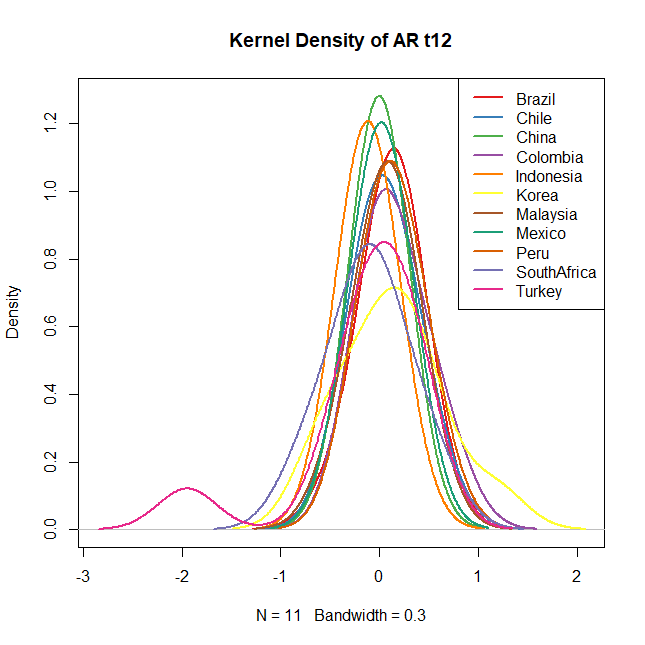 Kernel Density of AR t12
Density
0.0 0.2 0.4 0.6 0.8 1.0 1.2
Brazil
Chile
China
Colombia
Indonesia
Korea
Malaysia
Mexico
Peru
SouthAfrica
Turkey
-3 -2 -1 0 1 2
N = 11 Bandwidth = 0.3